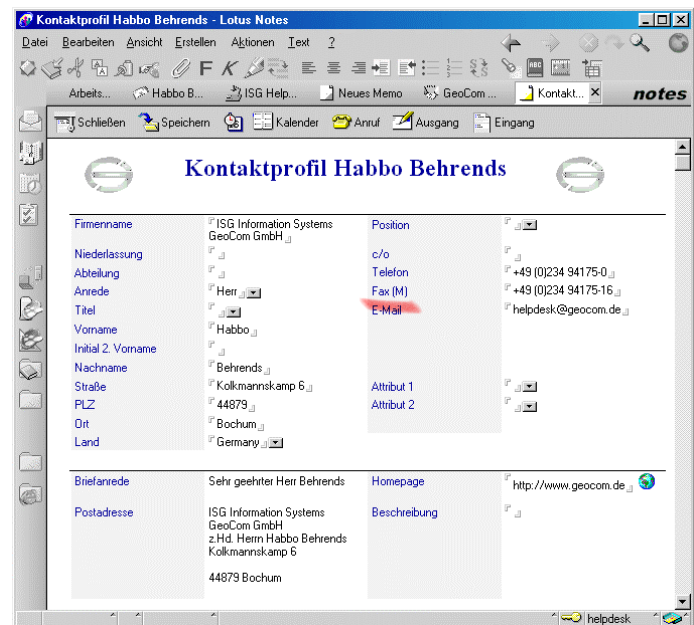 Kontaktprofil Habbo Behrends - Lotus Notes
Datei Bearbeiten Ansicht Erstellen Aktionen Text ?
F K ABC
Arbeits... Habbo B... ISG Help... Neues Memo GeoCom ... Kontakt... notes
Schließen Speichern Kalender Anruf Ausgang Eingang
Kontaktprofil Habbo Behrends
Firmenname ISG Information Systems GeoCom GmbH Position
Niederlassung c/o
Abteilung Telefon +49 (0)234 94175-0
Anrede Herr Fax (M) +49 (0)234 94175-16
Titel E-Mail helpdesk@geocom.de
Vorname Habbo
Initial 2. Vorname
Nachname Behrends
Straße Kolkmannskamp 6 Attribut 1
PLZ 44879 Attribut 2
Ort Bochum
Land Germany
Briefanrede Sehr geehrter Herr Behrends Homepage http://www.geocom.de
Postadresse ISG Information Systems Beschreibung
GeoCom GmbH
z.Hd. Herrn Habbo Behrends
Kolkmannskamp 6
44879 Bochum
helpdesk